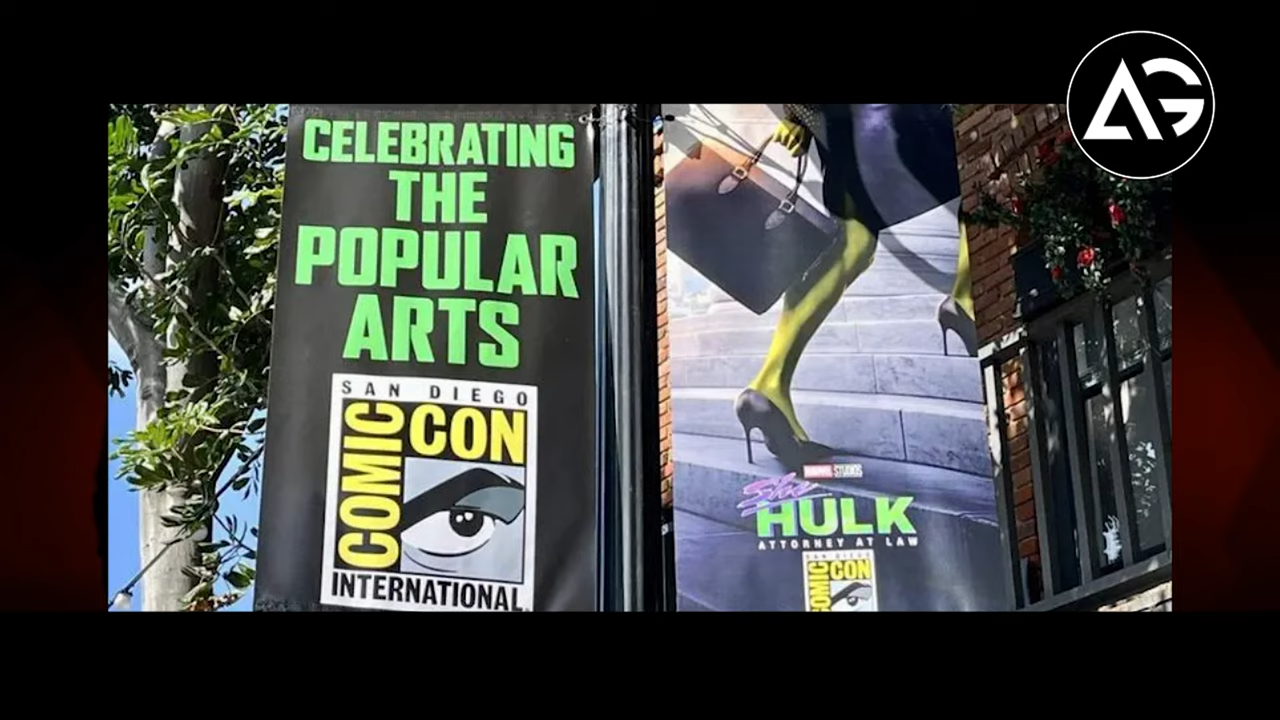 AG
CELEBRATING
THE
POPULAR
ARTS
SAN DIEGO
COMIC
CON
INTERNATIONAL
MARVEL STUDIOS
She
HULK
ATTORNEY AT LAW
SAN DIEGO
COMIC
CON